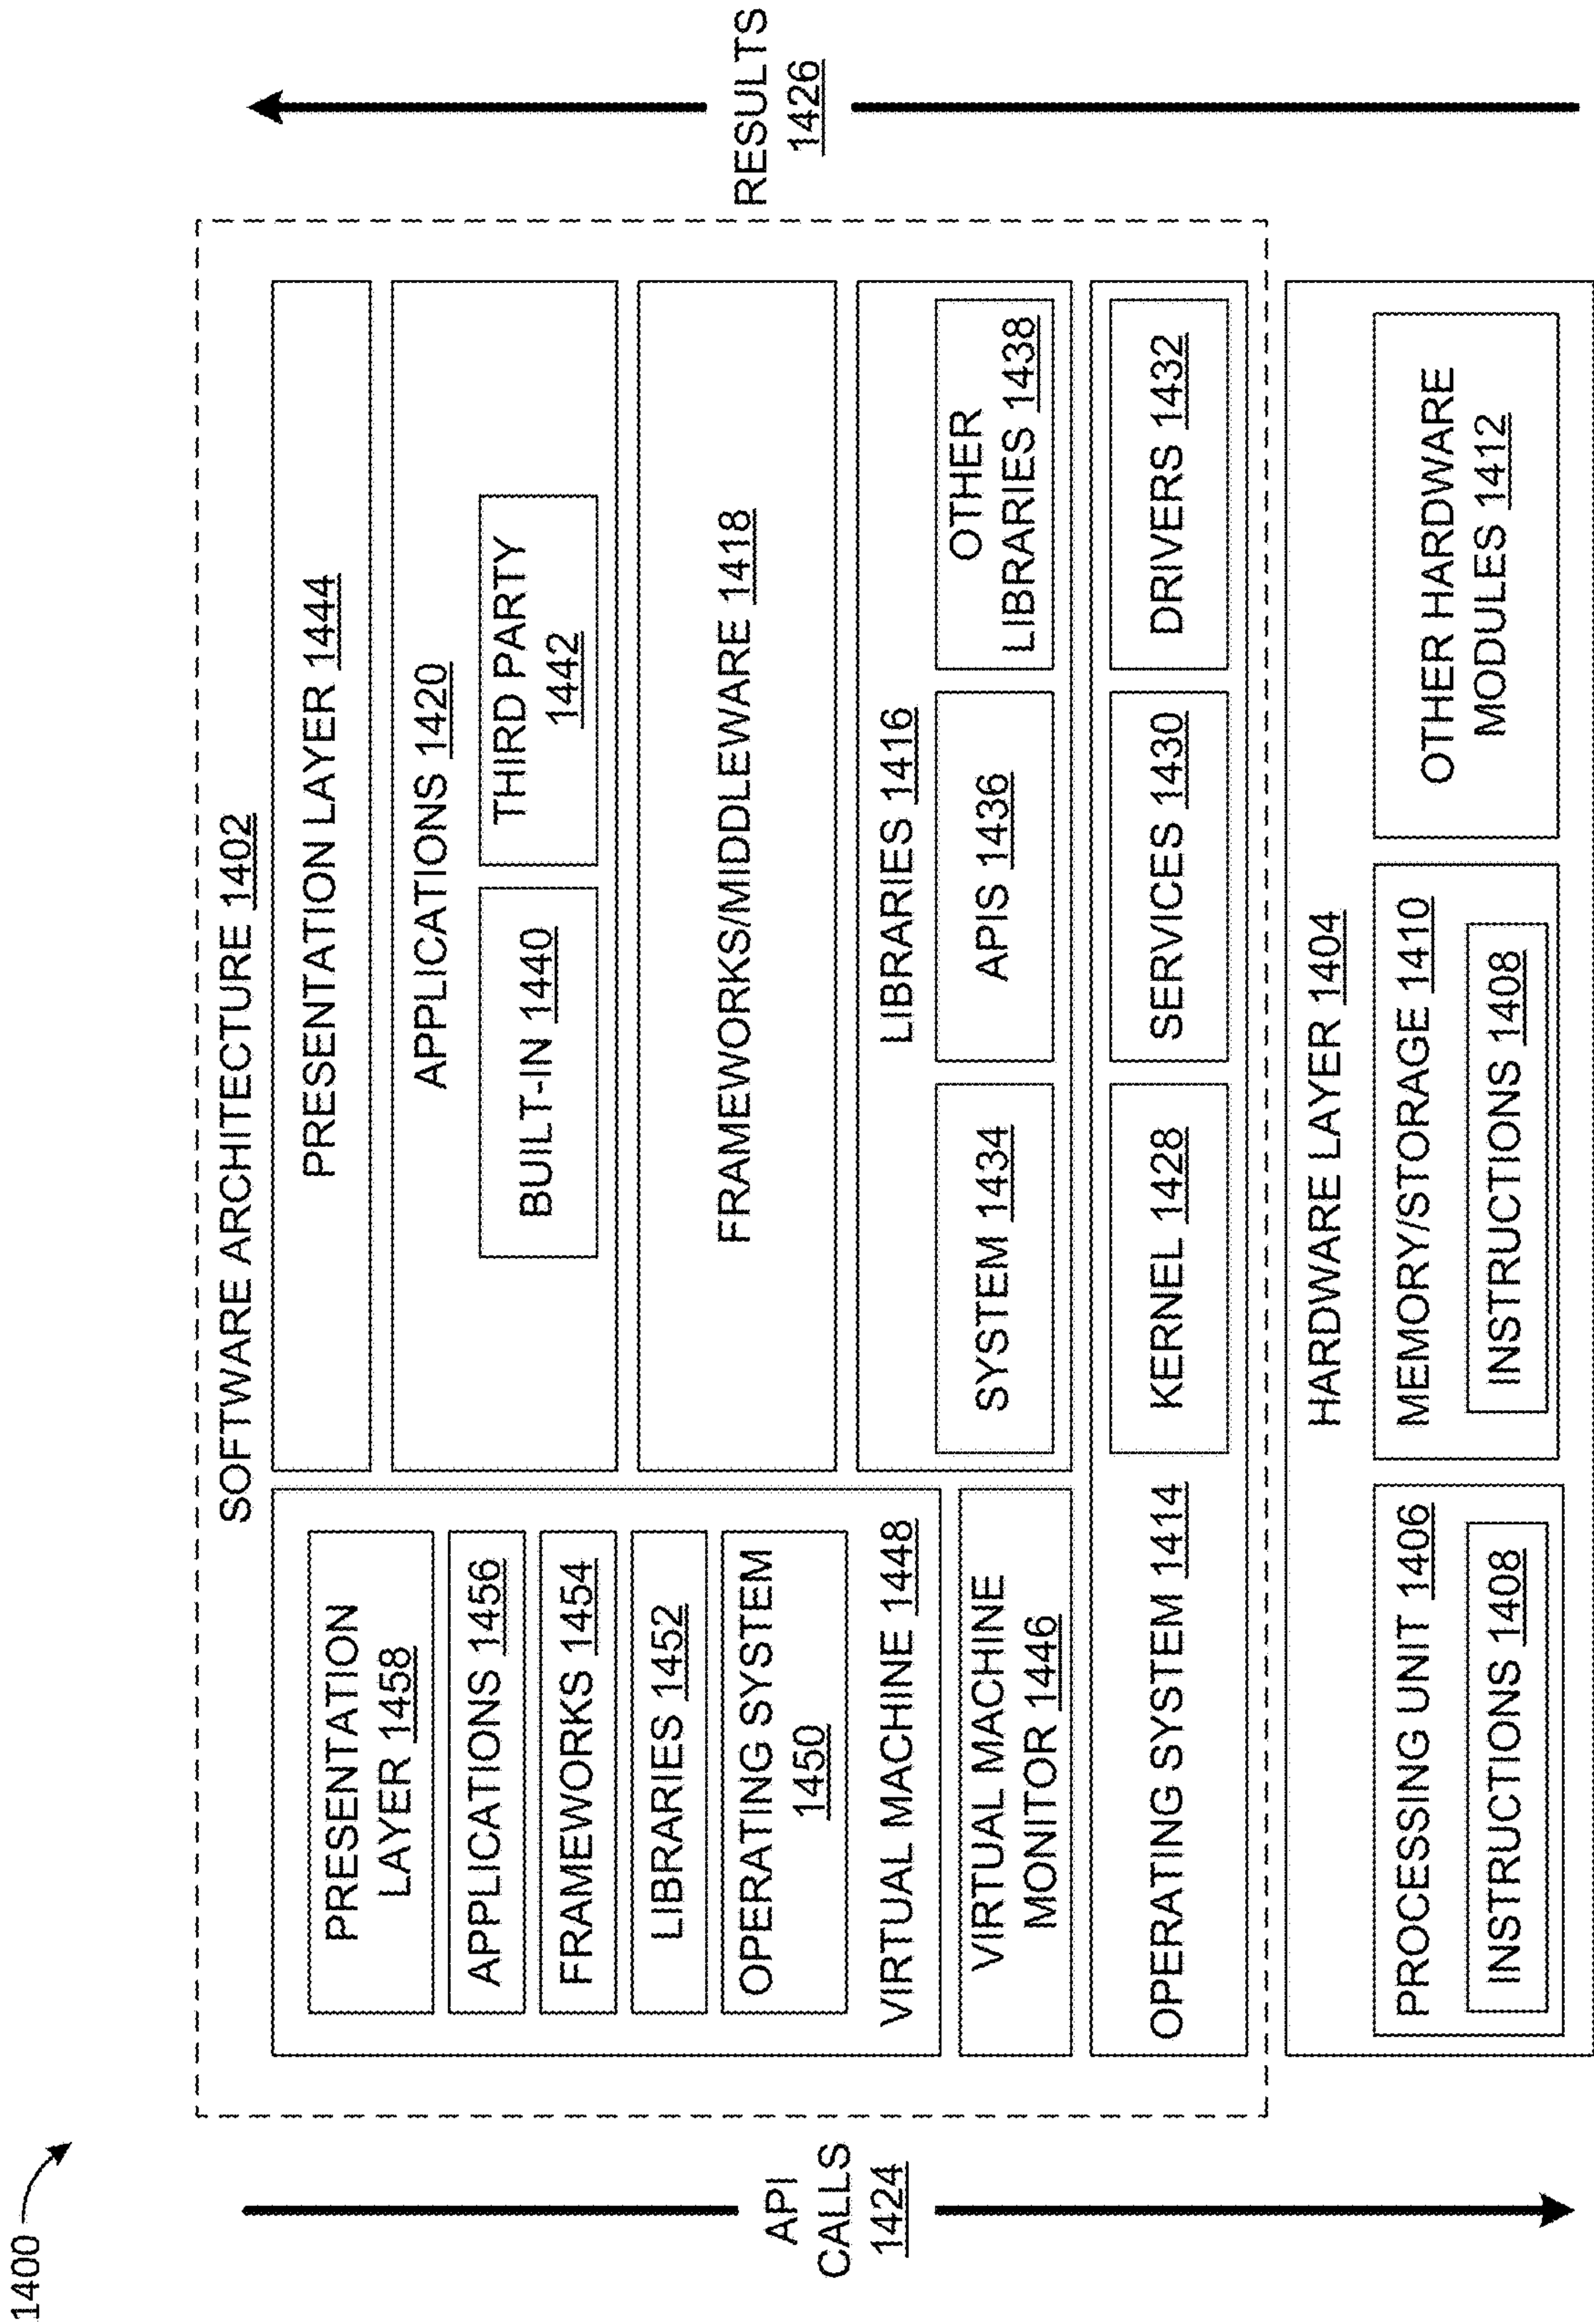 1400
SOFTWARE ARCHITECTURE 1402
PRESENTATION
LAYER 1458
APPLICATIONS 1456
FRAMEWORKS 1454
LIBRARIES 1452
OPERATING SYSTEM
1450
VIRTUAL MACHINE 1448
VIRTUAL MACHINE
MONITOR 1446
PRESENTATION LAYER 1444
APPLICATIONS 1420
BUILT-IN 1440
THIRD PARTY
1442
FRAMEWORKS/MIDDLEWARE 1418
LIBRARIES 1416
SYSTEM 1434
APIS 1436
OTHER
LIBRARIES 1438
OPERATING SYSTEM 1414
KERNEL 1428
SERVICES 1430
DRIVERS 1432
HARDWARE LAYER 1404
PROCESSING UNIT 1406
INSTRUCTIONS 1408
MEMORY/STORAGE 1410
INSTRUCTIONS 1408
OTHER HARDWARE
MODULES 1412
API
CALLS
1424
RESULTS
1426